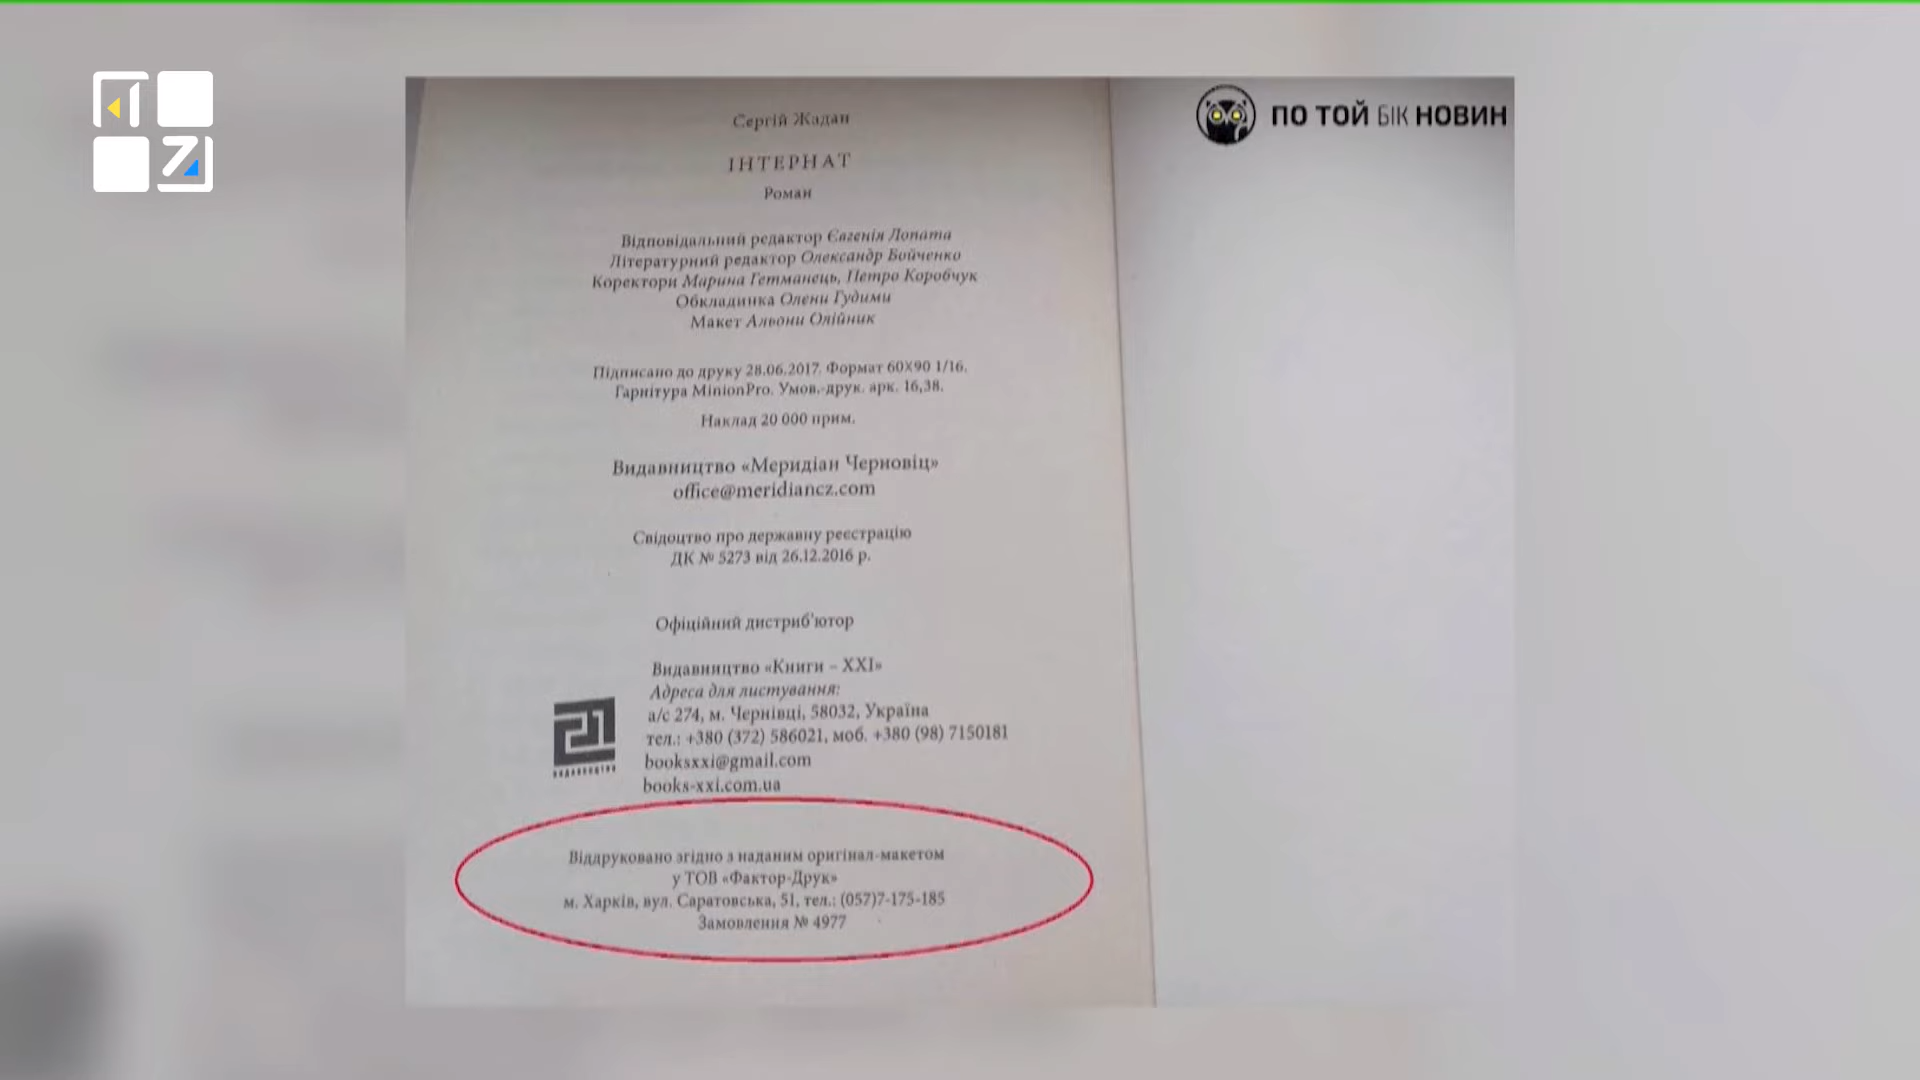 ПО ТОЙ БІК НОВИН
Сергій Жадан
ІНТЕРНАТ
Роман
Відповідальний редактор Євгенія Лопата
Літературний редактор Олександр Бойченко
Коректори Марина Гетманець, Петро Коробчук
Обкладинка Олени Гудими
Макет Альони Олійник
Підписано до друку 28.06.2017. Формат 60X90 1/16.
Гарнітура MinionPro. Умов.-друк. арк. 16,38.
Наклад 20 000 прим.
Видавництво «Меридіан Черновіц»
office@meridiancz.com
Свідоцтво про державну реєстрацію
ДК № 5273 від 26.12.2016 р.
Офіційний дистриб'ютор
Видавництво «Книги – XXI»
Адреса для листування:
а/с 274, м. Чернівці, 58032, Україна
тел.: +380 (372) 586021, моб. +380 (98) 7150181
booksxxi@gmail.com
books-xxi.com.ua
21
видавництво
Віддруковано згідно з наданим оригінал-макетом
у ТОВ «Фактор-Друк»
м. Харків, вул. Саратовська, 51, тел.: (057)7-175-185
Замовлення № 4977